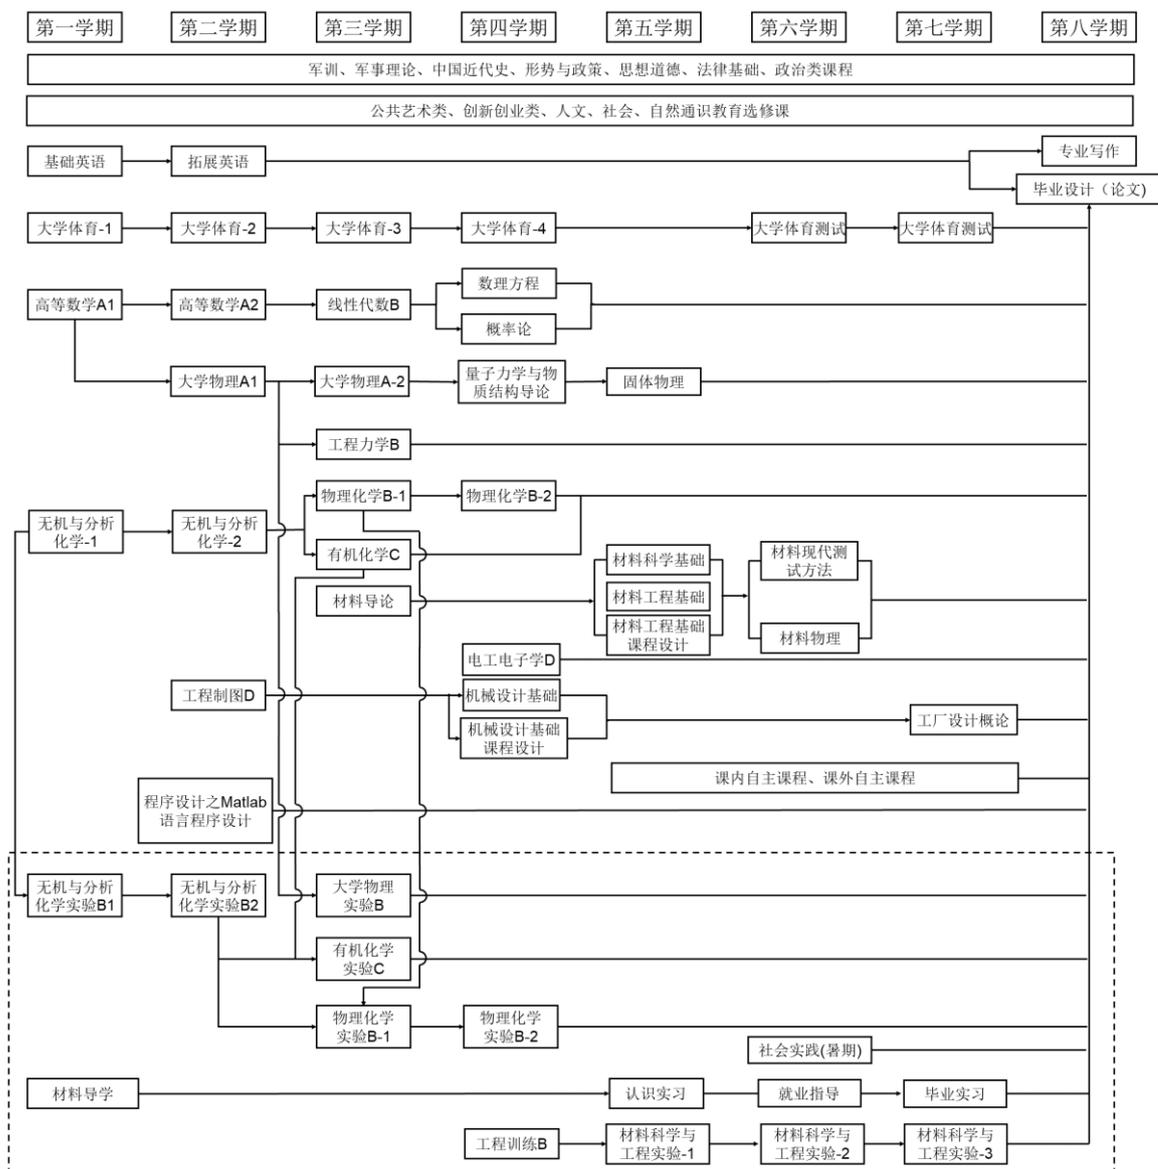 第一学期
第二学期
第三学期
第四学期
第五学期
第六学期
第七学期
第八学期
军训、军事理论、中国近代史、形势与政策、思想道德、法律基础、政治类课程
公共艺术类、创新创业类、人文、社会、自然通识教育选修课
基础英语
拓展英语
专业写作
毕业设计（论文)
大学体育-1
大学体育-2
大学体育-3
大学体育-4
大学体育测试
大学体育测试
高等数学A1
高等数学A2
线性代数B
数理方程
概率论
大学物理A1
大学物理A-2
量子力学与物
质结构导论
固体物理
工程力学B
无机与分析
化学-1
无机与分析
化学-2
物理化学B-1
物理化学B-2
有机化学C
材料导论
材料科学基础
材料工程基础
材料工程基础
课程设计
材料现代测
试方法
材料物理
电工电子学D
工程制图D
机械设计基础
机械设计基础
课程设计
工厂设计概论
课内自主课程、课外自主课程
程序设计之Matlab
语言程序设计
无机与分析
化学实验B1
无机与分析
化学实验B2
大学物理
实验B
有机化学
实验C
物理化学
实验B-1
物理化学
实验B-2
社会实践(暑期)
材料导学
认识实习
就业指导
毕业实习
工程训练B
材料科学与
工程实验-1
材料科学与
工程实验-2
材料科学与
工程实验-3